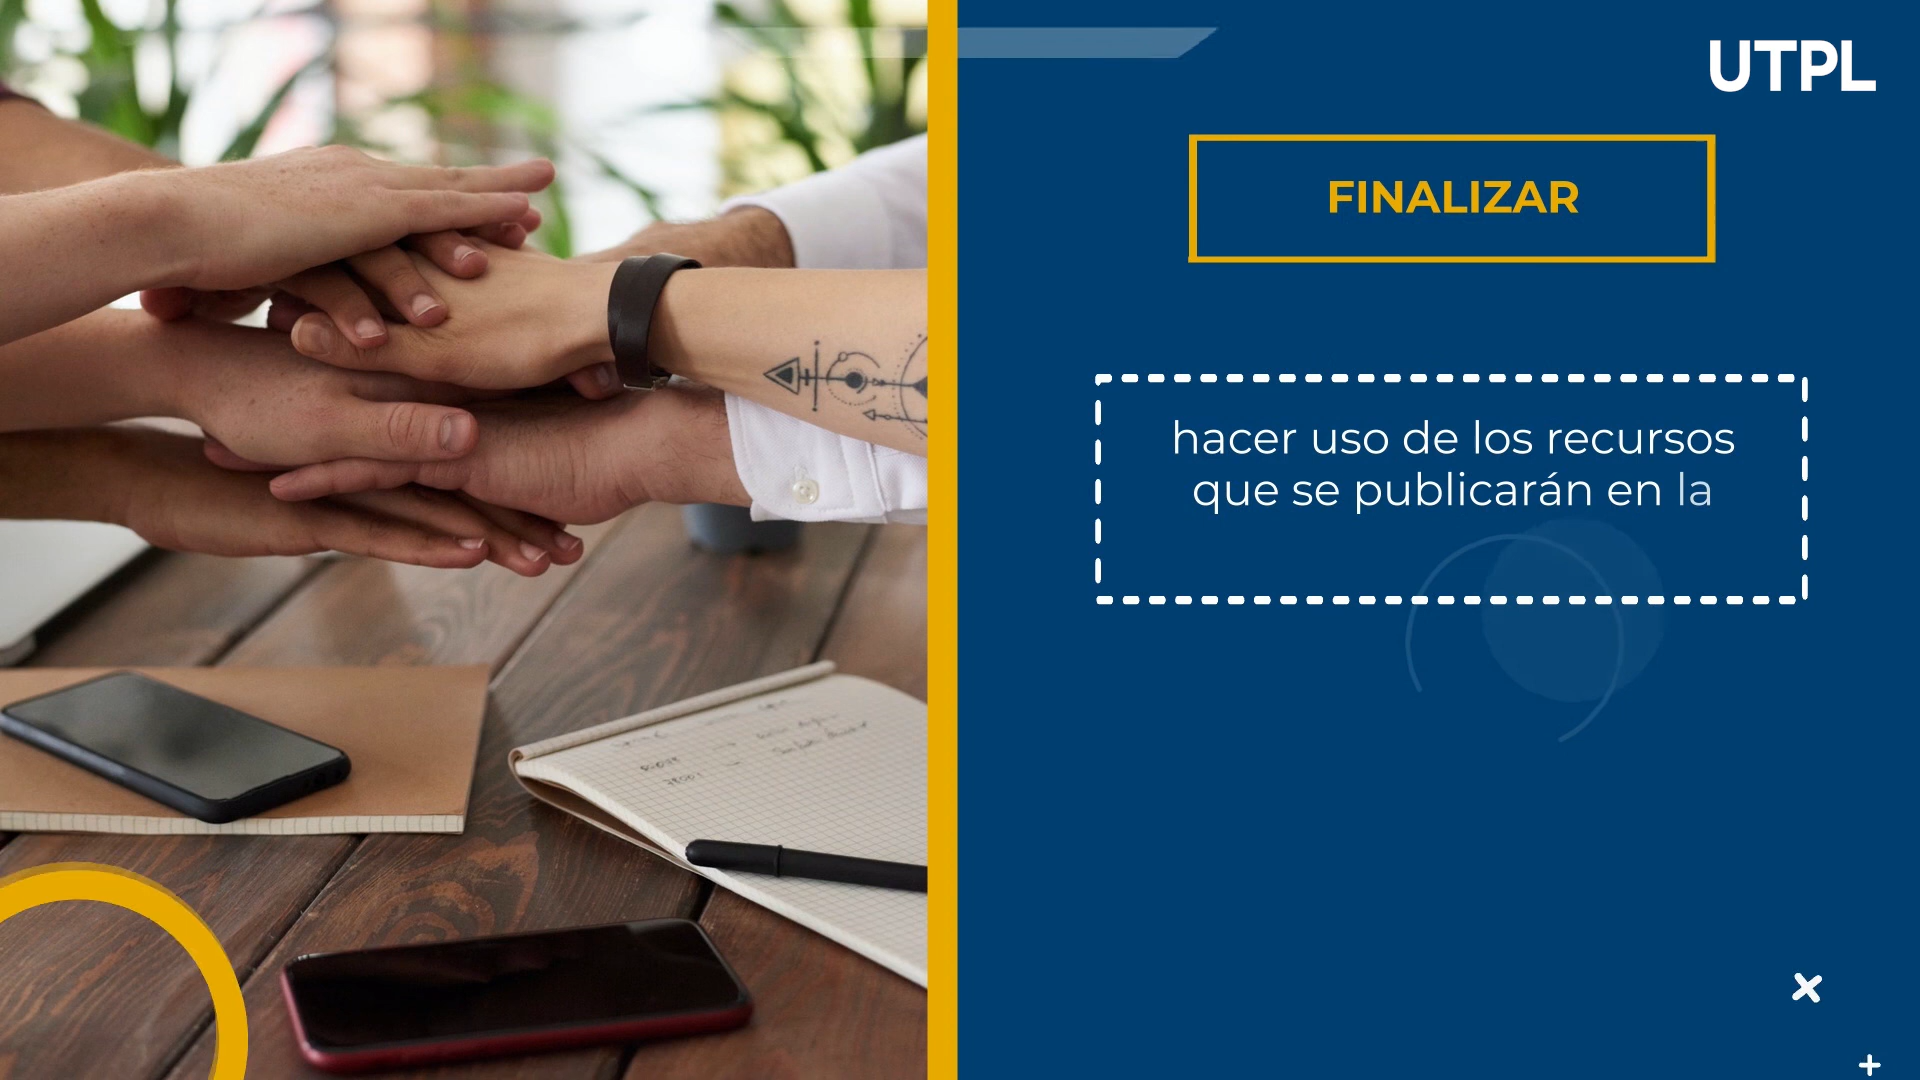 UTPL
FINALIZAR
hacer uso de los recursos
que se publicarán en la